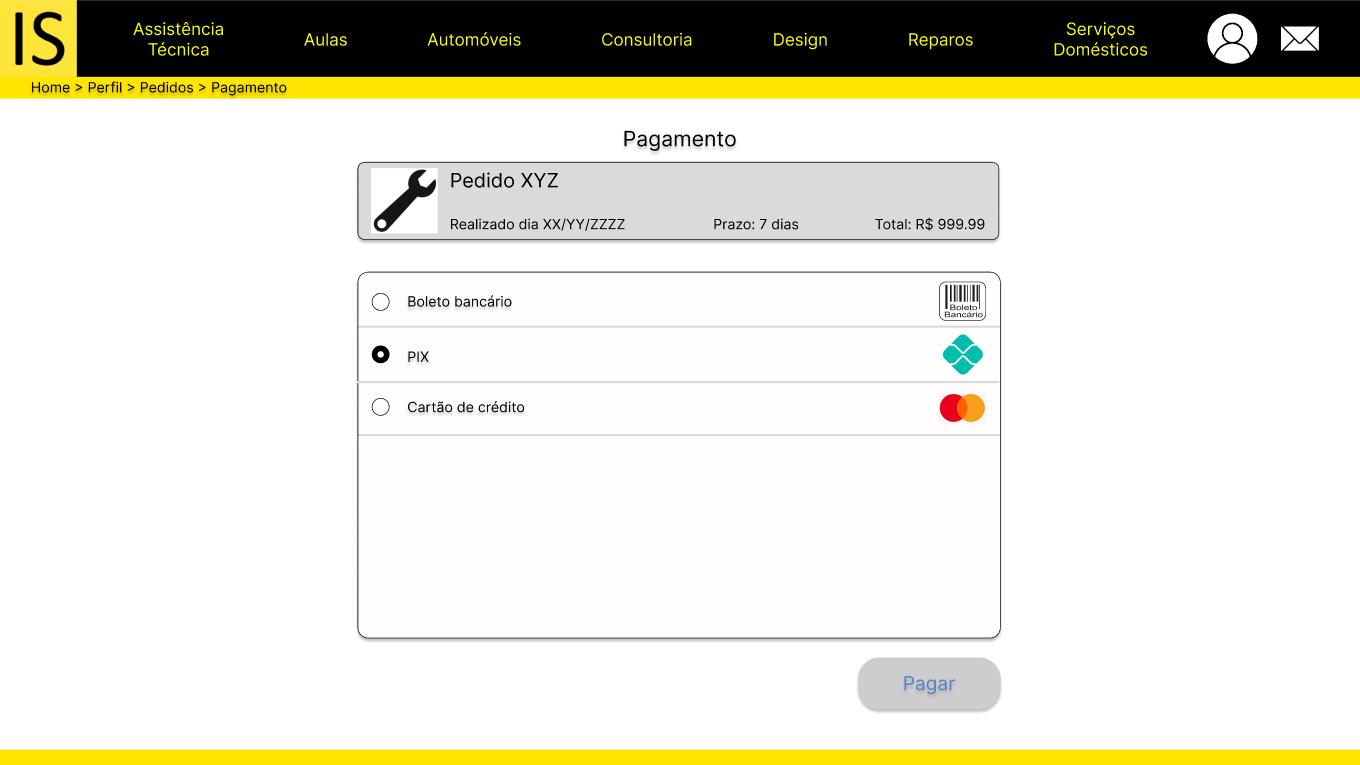 IS
Assistência
Técnica
Aulas
Automóveis
Consultoria
Design
Reparos
Serviços
Domésticos
Home > Perfil > Pedidos > Pagamento
Pagamento
Pedido XYZ
Realizado dia XX/YY/ZZZZ
Prazo: 7 dias
Total: R$ 999.99
Boleto bancário
Boleto
Bancário
PIX
Cartão de crédito
Pagar